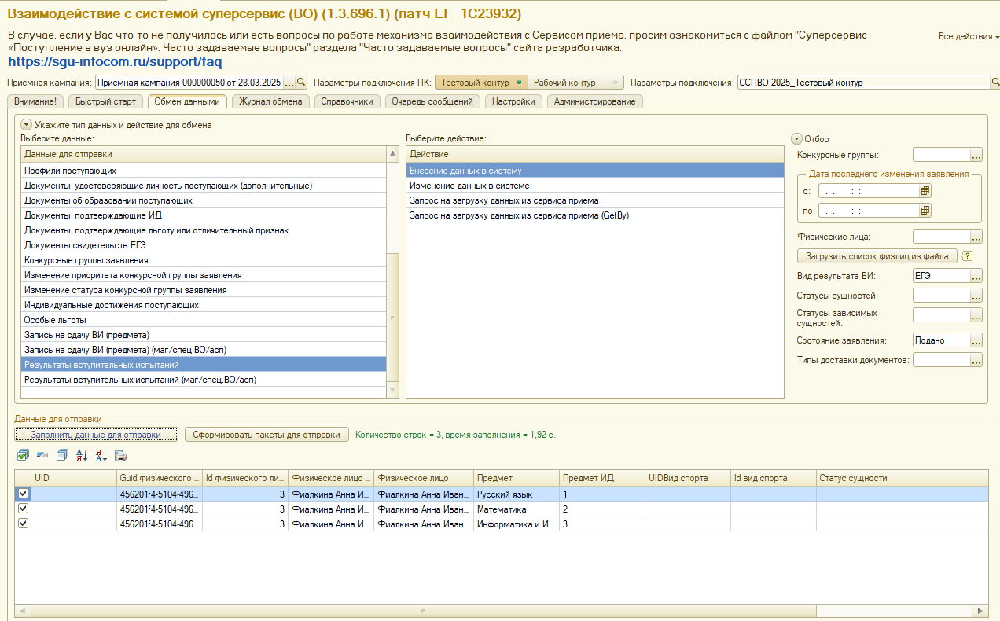 Взаимодействие с системой суперсервис (ВО) (1.3.696.1) (патч EF_1C23932)
В случае, если у Вас что-то не получилось или есть вопросы по работе механизма взаимодействия с Сервисом приема, просим ознакомиться с файлом "Суперсервис
«Поступление в вуз онлайн». Часто задаваемые вопросы" раздела "Часто задаваемые вопросы" сайта разработчика:
Все действия
https://sgu-infocom.ru/support/faq
Приемная кампания: Приемная кампания 000000050 от 28.03.2025 ... Параметры подключения ПК: Тестовый контур Рабочий контур Параметры подключения: ССПВО 2025_Тестовый контур
Внимание! Быстрый старт Обмен данными Журнал обмена Справочники Очередь сообщений Настройки Администрирование
Укажите тип данных и действие для обмена
Выберите данные:
Данные для отправки
Профили поступающих
Документы, удостоверяющие личность поступающих (дополнительные)
Документы об образовании поступающих
Документы, подтверждающие ИД
Документы, подтверждающие льготу или отличительный признак
Документы свидетельств ЕГЭ
Конкурсные группы заявления
Изменение приоритета конкурсной группы заявления
Изменение статуса конкурсной группы заявления
Индивидуальные достижения поступающих
Особые льготы
Запись на сдачу ВИ (предмета)
Запись на сдачу ВИ (предмета) (маг/спец.ВО/асп)
Результаты вступительных испытаний
Результаты вступительных испытаний (маг/спец.ВО/асп)
Выберите действие:
Действие
Внесение данных в систему
Изменение данных в системе
Запрос на загрузку данных из сервиса приема
Запрос на загрузку данных из сервиса приема (GetBy)
Отбор
Конкурсные группы: ...
Дата последнего изменения заявления
с: . . : :
по: . . : :
Физические лица: ...
Загрузить список физлиц из файла ?
Вид результата ВИ: ЕГЭ ...
Статусы сущностей: ...
Статусы зависимых
сущностей: ...
Состояние заявления: Подано ...
Типы доставки документов: ...
Данные для отправки
Заполнить данные для отправки Сформировать пакеты для отправки Количество строк = 3, время заполнения = 1,92 с.
UID Guid физического ... Id физического ли... Физическое лицо ... Физическое лицо Предмет Предмет ИД UIDВид спорта Id вид спорта Статус сущности
456201f4-5104-496... 3 Фиалкина Анна И... Фиалкина Анна Иван... Русский язык 1
456201f4-5104-496... 3 Фиалкина Анна И... Фиалкина Анна Иван... Математика 2
456201f4-5104-496... 3 Фиалкина Анна И... Фиалкина Анна Иван... Информатика и И... 3